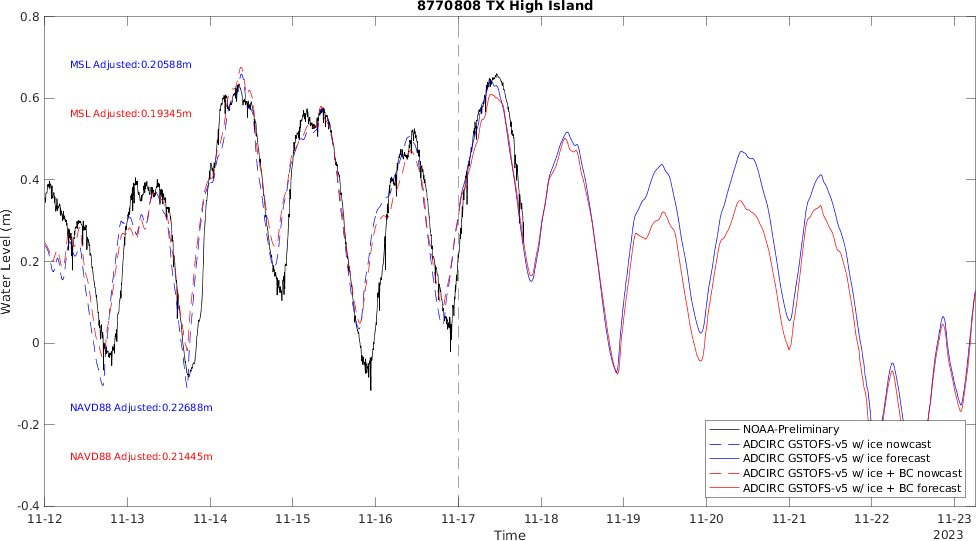 8770808 TX High Island
0.8
0.6
0.4
0.2
0
-0.2
-0.4
Water Level (m)
MSL Adjusted:0.20588m
MSL Adjusted:0.19345m
NAVD88 Adjusted:0.22688m
NAVD88 Adjusted:0.21445m
NOAA-Preliminary
ADCIRC GSTOFS-v5 w/ ice nowcast
ADCIRC GSTOFS-v5 w/ ice forecast
ADCIRC GSTOFS-v5 w/ ice + BC nowcast
ADCIRC GSTOFS-v5 w/ ice + BC forecast
11-12 11-13 11-14 11-15 11-16 11-17 11-18 11-19 11-20 11-21 11-22 11-23
Time
2023